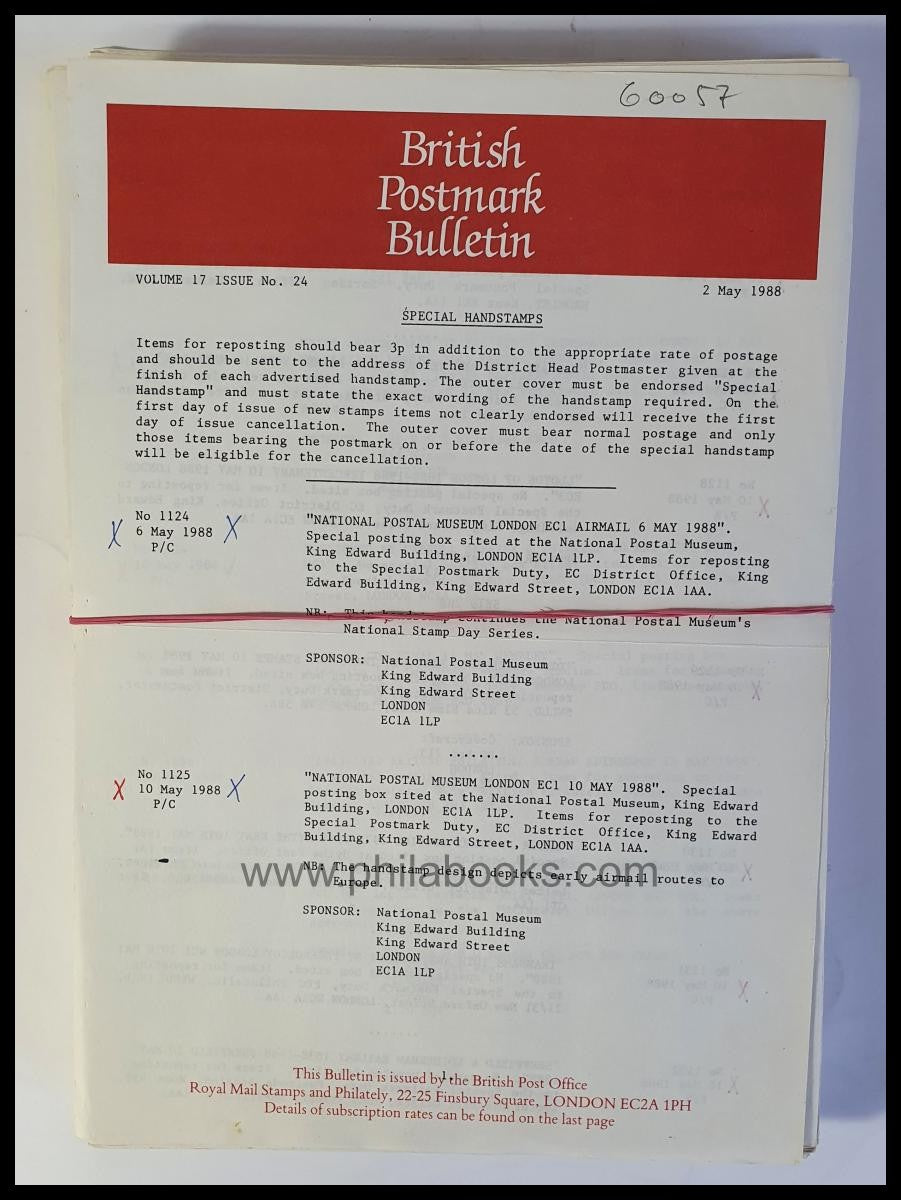 60057
British
Postmark
Bulletin
VOLUME 17 ISSUE No. 24
2 May 1988
SPECIAL HANDSTAMPS
Items for reposting should bear 3p in addition to the appropriate rate of postage
and should be sent to the address of the District Head Postmaster given at the
finish of each advertised handstamp. The outer cover must be endorsed "Special
Handstamp" and must state the exact wording of the handstamp required. On the
first day of issue of new stamps items not clearly endorsed will receive the first
day of issue cancellation. The outer cover must bear normal postage and only
those items bearing the postmark on or before the date of the special handstamp
will be eligible for the cancellation.
X No 1124 X
6 May 1988
P/C
"NATIONAL POSTAL MUSEUM LONDON EC1 AIRMAIL 6 MAY 1988".
Special posting box sited at the National Postal Museum,
King Edward Building, LONDON EC1A 1LP. Items for reposting
to the Special Postmark Duty, EC District Office, King
Edward Building, King Edward Street, LONDON EC1A 1AA.
NB: This handstamp continues the National Postal Museum's
National Stamp Day Series.
SPONSOR: National Postal Museum
King Edward Building
King Edward Street
LONDON
EC1A 1LP
.......
No 1125
X 10 May 1988 X
P/C
"NATIONAL POSTAL MUSEUM LONDON EC1 10 MAY 1988". Special
posting box sited at the National Postal Museum, King Edward
Building, LONDON EC1A 1LP. Items for reposting to the
Special Postmark Duty, EC District Office, King Edward
Building, King Edward Street, LONDON EC1A 1AA.
NB: The handstamp design depicts early airmail routes to
Europe.
www.philabooks.com
SPONSOR: National Postal Museum
King Edward Building
King Edward Street
LONDON
EC1A 1LP
This Bulletin is issued by the British Post Office
Royal Mail Stamps and Philately, 22-25 Finsbury Square, LONDON EC2A 1PH
Details of subscription rates can be found on the last page